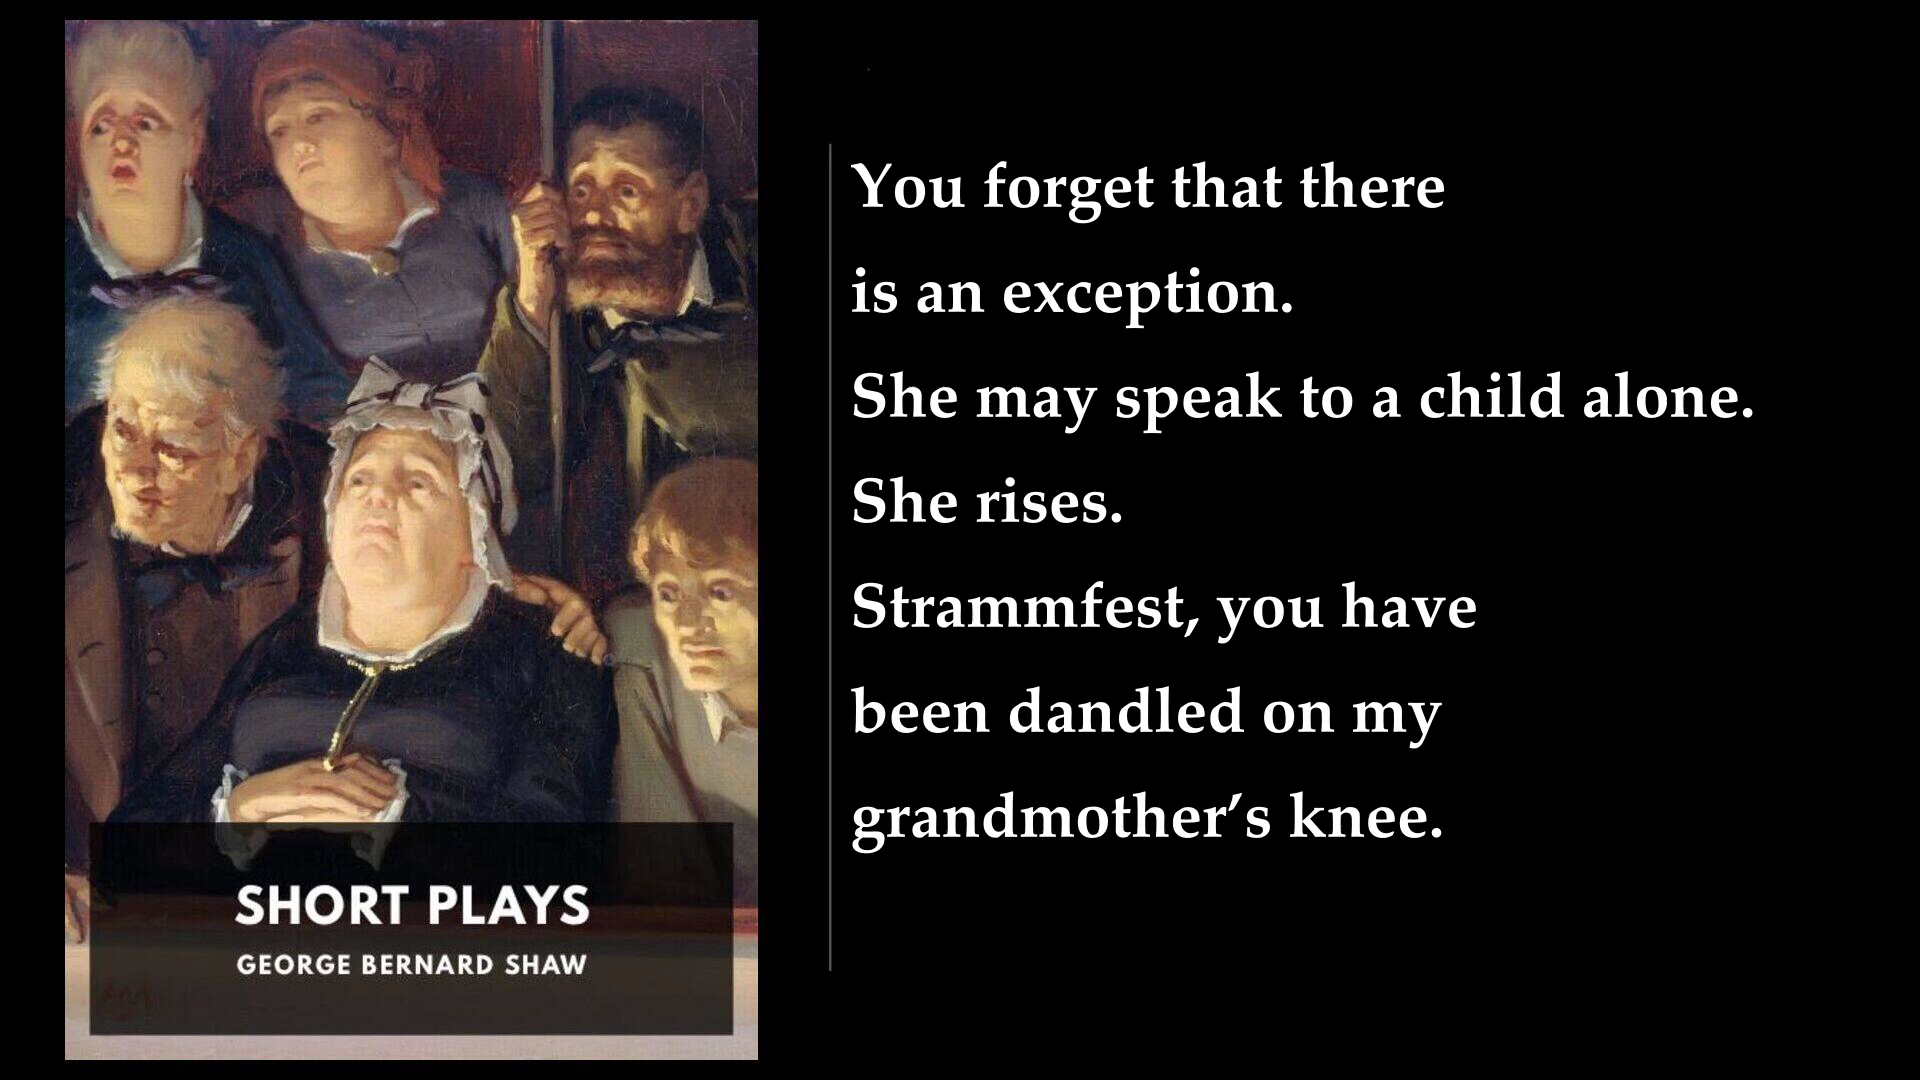 You forget that there
is an exception.
She may speak to a child alone.
She rises.
Strammfest, you have
been dandled on my
grandmother’s knee.
SHORT PLAYS
GEORGE BERNARD SHAW